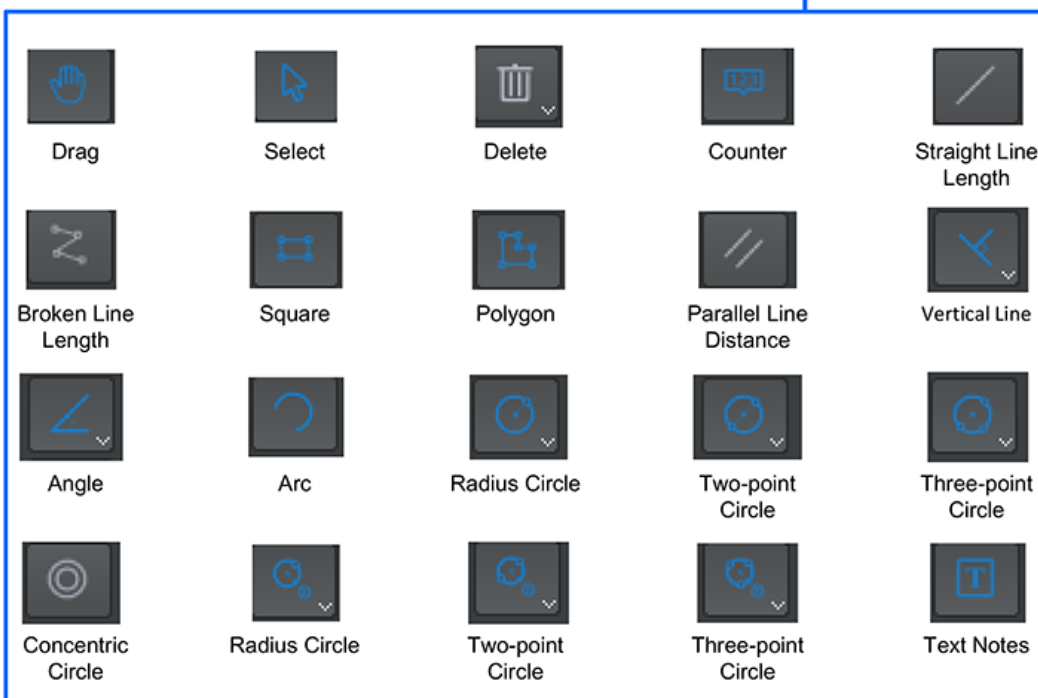 123
Drag
Select
Delete
Counter
Straight Line
Length
Broken Line
Length
Square
Polygon
Parallel Line
Distance
Vertical Line
Angle
Arc
Radius Circle
Two-point
Circle
Three-point
Circle
T
Concentric
Circle
Radius Circle
Two-point
Circle
Three-point
Circle
Text Notes